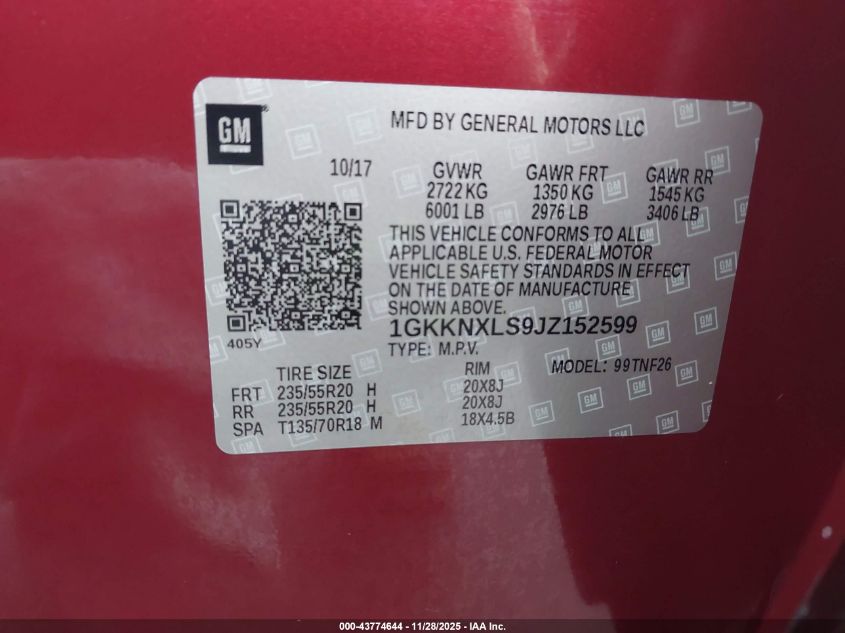 GM
MFD BY GENERAL MOTORS LLC
10/17
GVWR GAWR FRT GAWR RR
2722 KG 1350 KG 1545 KG
6001 LB 2976 LB 3406 LB
THIS VEHICLE CONFORMS TO ALL
APPLICABLE U.S. FEDERAL MOTOR
VEHICLE SAFETY STANDARDS IN EFFECT
ON THE DATE OF MANUFACTURE
SHOWN ABOVE.
405Y
1GKKNXLS9JZ152599
TYPE: M.P.V. MODEL: 99TNF26
TIRE SIZE RIM
FRT 235/55R20 H 20X8J
RR 235/55R20 H 20X8J
SPA T135/70R18 M 18X4.5B
000-43774644 - 11/28/2025 - IAA Inc.